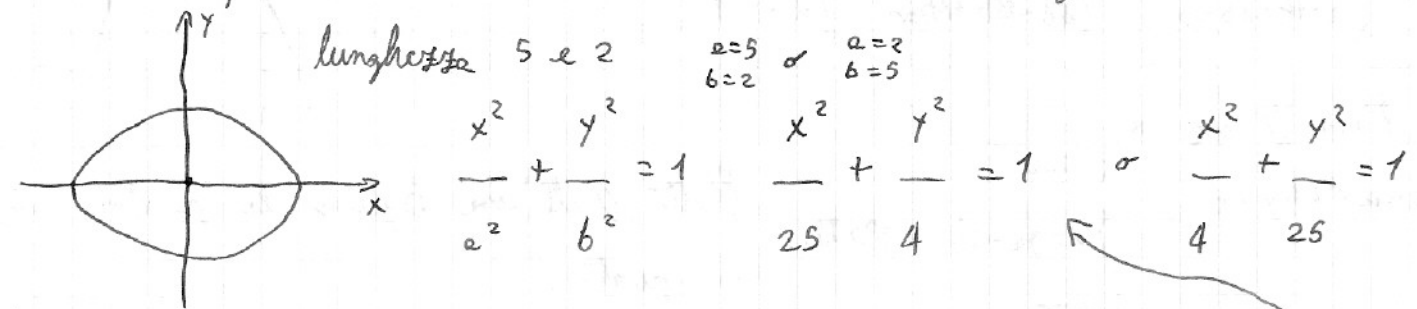 Y
lunghezza 5 e 2 a=5 b=2 o a=2 b=5
x²/a² + y²/b² = 1 x²/25 + y²/4 = 1 o x²/4 + y²/25 = 1
X